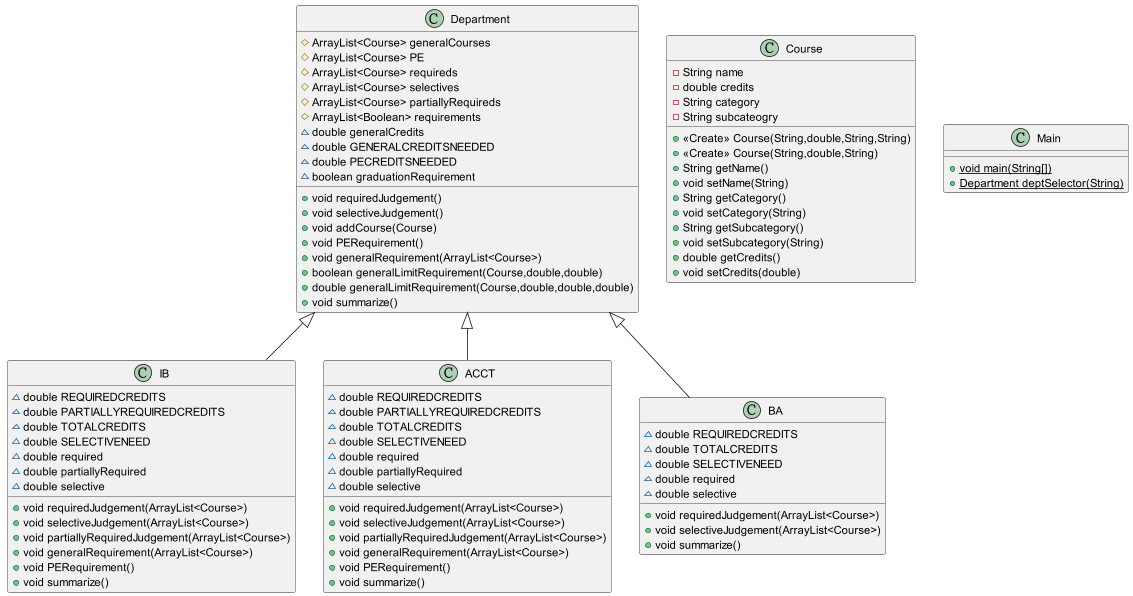 C Department
ArrayList<Course> generalCourses
ArrayList<Course> PE
ArrayList<Course> requireds
ArrayList<Course> selectives
ArrayList<Course> partiallyRequireds
ArrayList<Boolean> requirements
double generalCredits
double GENERALCREDITSNEEDED
double PECREDITSNEEDED
boolean graduationRequirement
void requiredJudgement()
void selectiveJudgement()
void addCourse(Course)
void PERequirement()
void generalRequirement(ArrayList<Course>)
boolean generalLimitRequirement(Course,double,double)
double generalLimitRequirement(Course,double,double,double)
void summarize()
C Course
String name
double credits
String category
String subcateogry
«Create» Course(String,double,String,String)
«Create» Course(String,double,String)
String getName()
void setName(String)
String getCategory()
void setCategory(String)
String getSubcategory()
void setSubcategory(String)
double getCredits()
void setCredits(double)
C Main
void main(String[])
Department deptSelector(String)
C IB
double REQUIREDCREDITS
double PARTIALLYREQUIREDCREDITS
double TOTALCREDITS
double SELECTIVENEED
double required
double partiallyRequired
double selective
void requiredJudgement(ArrayList<Course>)
void selectiveJudgement(ArrayList<Course>)
void partiallyRequiredJudgement(ArrayList<Course>)
void generalRequirement(ArrayList<Course>)
void PERequirement()
void summarize()
C ACCT
double REQUIREDCREDITS
double PARTIALLYREQUIREDCREDITS
double TOTALCREDITS
double SELECTIVENEED
double required
double partiallyRequired
double selective
void requiredJudgement(ArrayList<Course>)
void selectiveJudgement(ArrayList<Course>)
void partiallyRequiredJudgement(ArrayList<Course>)
void generalRequirement(ArrayList<Course>)
void PERequirement()
void summarize()
C BA
double REQUIREDCREDITS
double TOTALCREDITS
double SELECTIVENEED
double required
double selective
void requiredJudgement(ArrayList<Course>)
void selectiveJudgement(ArrayList<Course>)
void summarize()